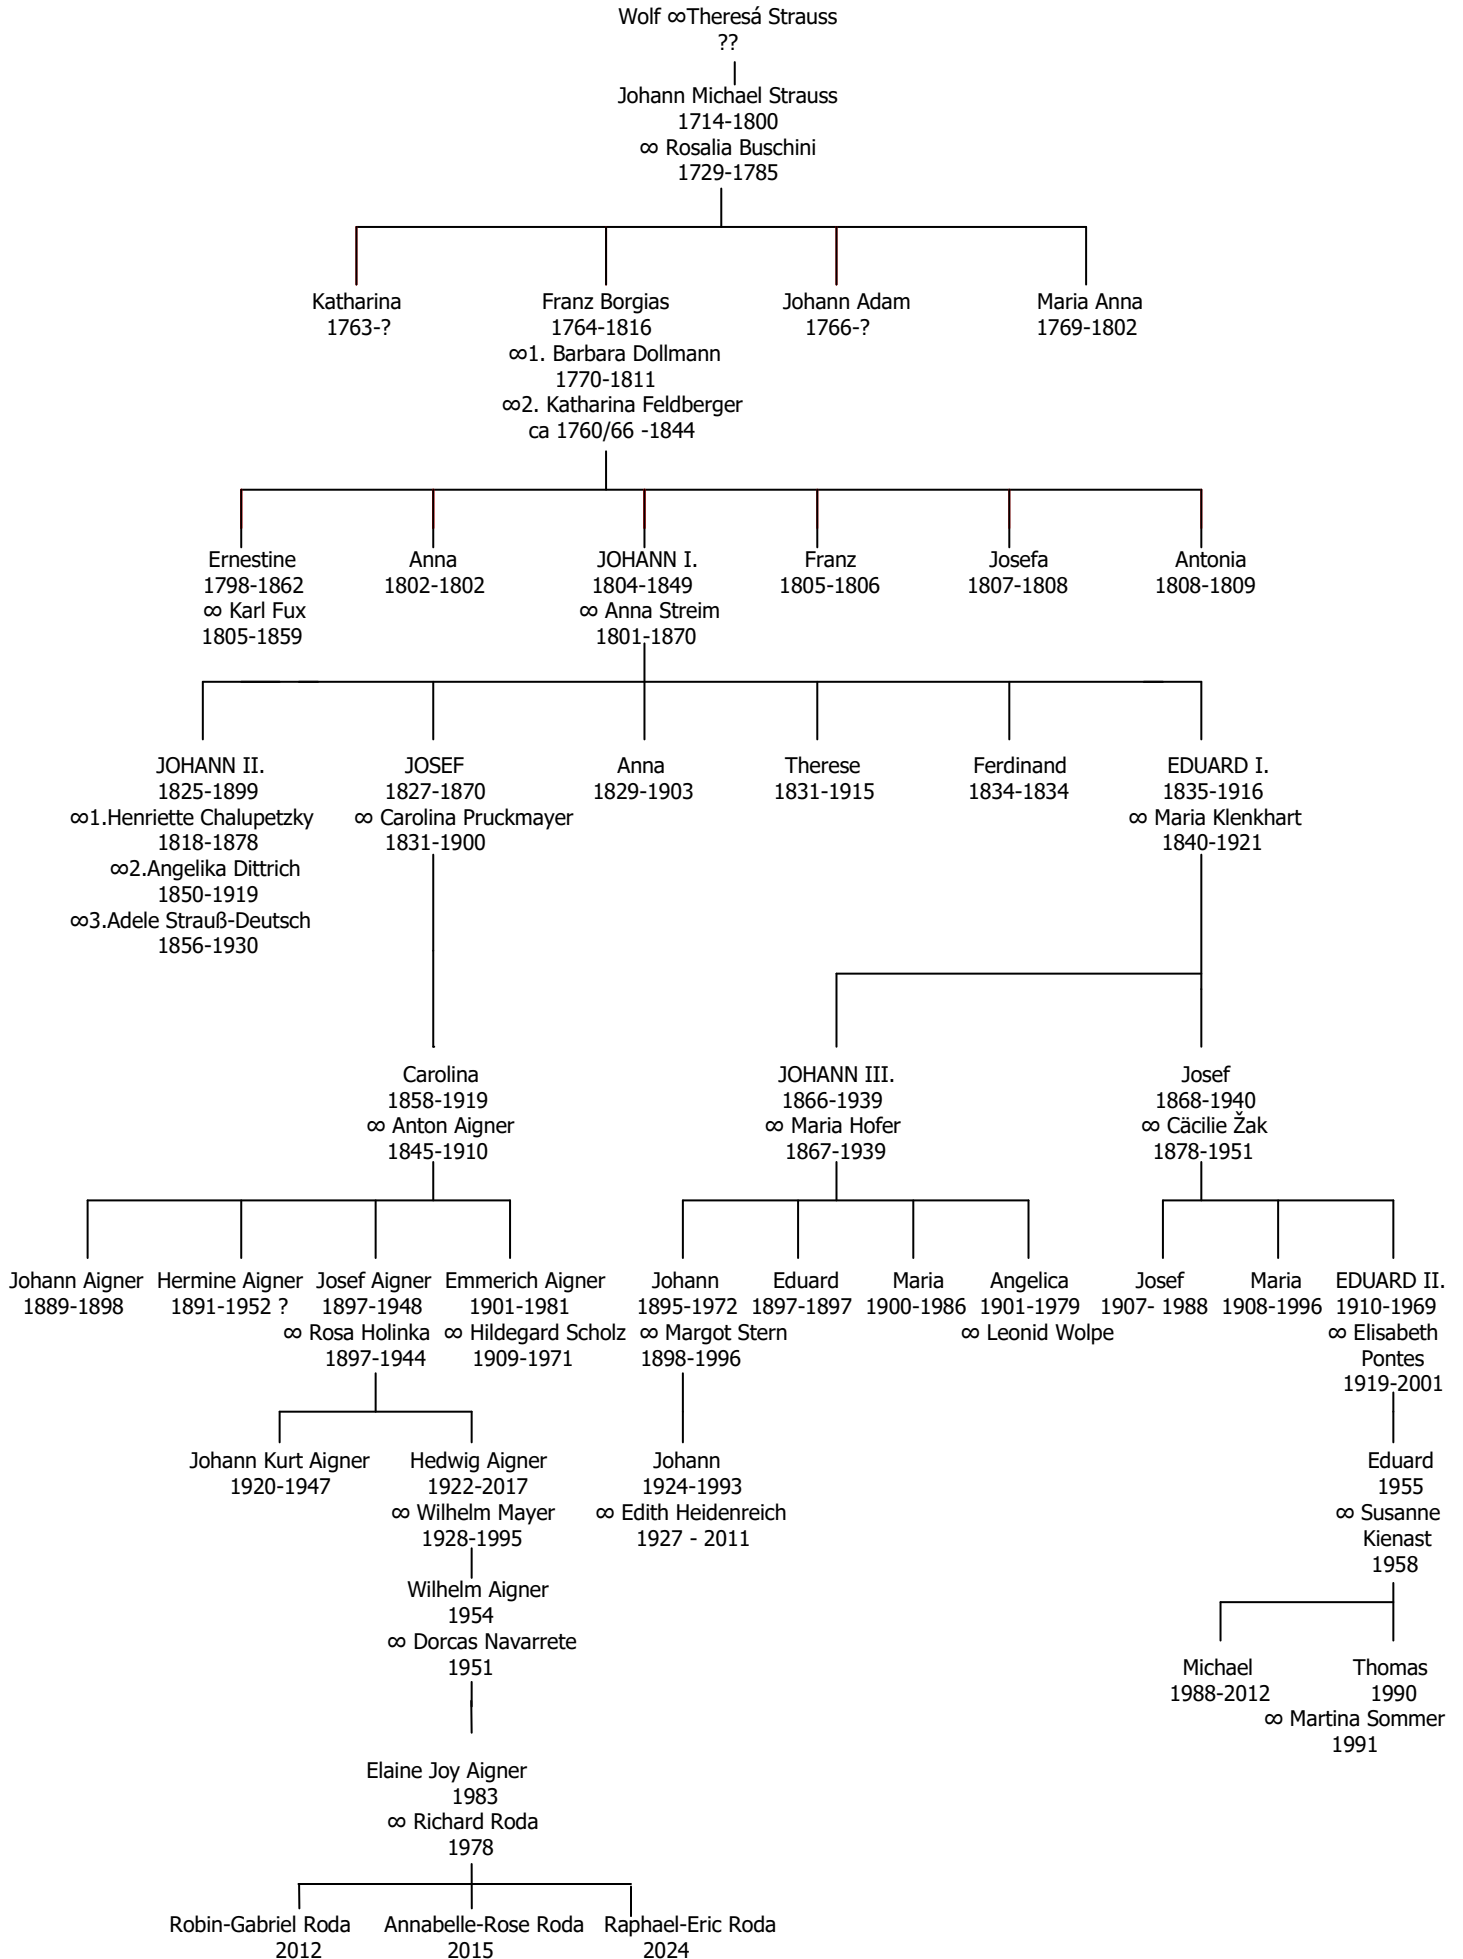 Wolf ∞Theresá Strauss
??
Johann Michael Strauss
1714-1800
∞ Rosalia Buschini
1729-1785
Katharina
1763-?
Franz Borgias
1764-1816
∞1. Barbara Dollmann
1770-1811
∞2. Katharina Feldberger
ca 1760/66 -1844
Johann Adam
1766-?
Maria Anna
1769-1802
Ernestine
1798-1862
∞ Karl Fux
1805-1859
Anna
1802-1802
JOHANN I.
1804-1849
∞ Anna Streim
1801-1870
Franz
1805-1806
Josefa
1807-1808
Antonia
1808-1809
JOHANN II.
1825-1899
∞1.Henriette Chalupetzky
1818-1878
∞2.Angelika Dittrich
1850-1919
∞3.Adele Strauß-Deutsch
1856-1930
JOSEF
1827-1870
∞ Carolina Pruckmayer
1831-1900
Anna
1829-1903
Therese
1831-1915
Ferdinand
1834-1834
EDUARD I.
1835-1916
∞ Maria Klenkhart
1840-1921
Carolina
1858-1919
∞ Anton Aigner
1845-1910
JOHANN III.
1866-1939
∞ Maria Hofer
1867-1939
Josef
1868-1940
∞ Cäcilie Žak
1878-1951
Johann Aigner
1889-1898
Hermine Aigner
1891-1952 ?
Josef Aigner
1897-1948
∞ Rosa Holinka
1897-1944
Emmerich Aigner
1901-1981
∞ Hildegard Scholz
1909-1971
Johann
1895-1972
∞ Margot Stern
1898-1996
Eduard
1897-1897
Maria
1900-1986
Angelica
1901-1979
∞ Leonid Wolpe
Josef
1907- 1988
Maria
1908-1996
EDUARD II.
1910-1969
∞ Elisabeth
Pontes
1919-2001
Johann Kurt Aigner
1920-1947
Hedwig Aigner
1922-2017
∞ Wilhelm Mayer
1928-1995
Johann
1924-1993
∞ Edith Heidenreich
1927 - 2011
Eduard
1955
∞ Susanne
Kienast
1958
Wilhelm Aigner
1954
∞ Dorcas Navarrete
1951
Michael
1988-2012
Thomas
1990
∞ Martina Sommer
1991
Elaine Joy Aigner
1983
∞ Richard Roda
1978
Robin-Gabriel Roda
2012
Annabelle-Rose Roda
2015
Raphael-Eric Roda
2024